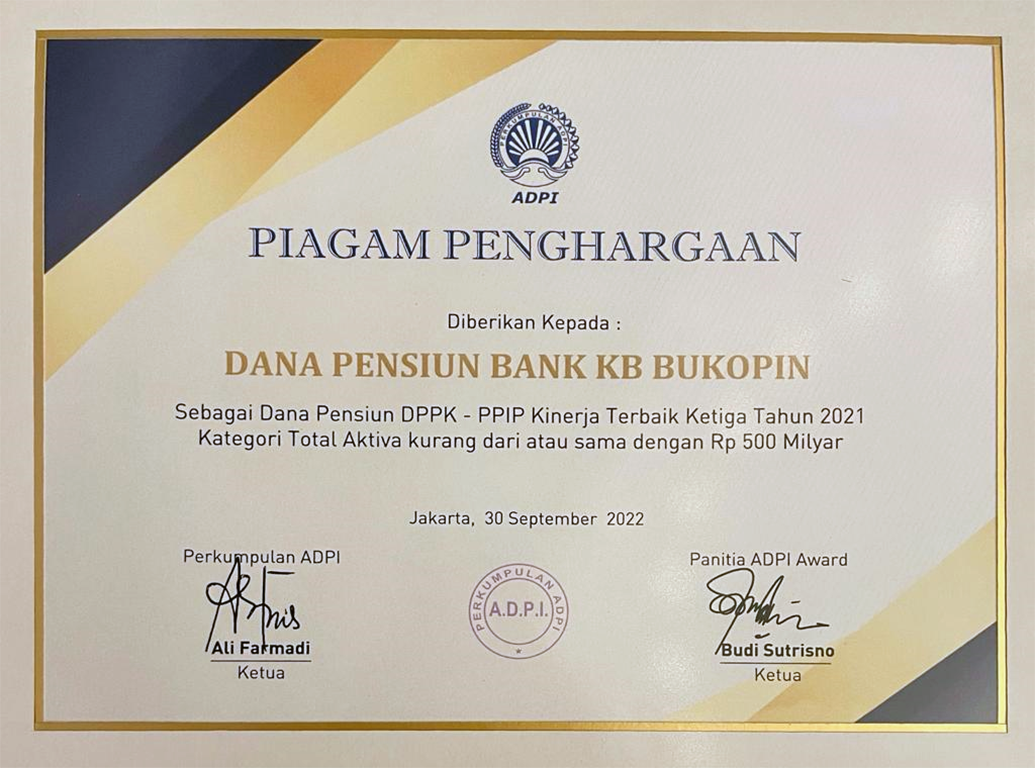 PERKUMPULAN ADPI
ADPI
PIAGAM PENGHARGAAN
Diberikan Kepada :
DANA PENSIUN BANK KB BUKOPIN
Sebagai Dana Pensiun DPPK - PPIP Kinerja Terbaik Ketiga Tahun 2021
Kategori Total Aktiva kurang dari atau sama dengan Rp 500 Milyar
Jakarta, 30 September 2022
Perkumpulan ADPI
Ali Farmadi
Ketua
PERKUMPULAN ADPI
A.D.P.I.
Panitia ADPI Award
Budi Sutrisno
Ketua